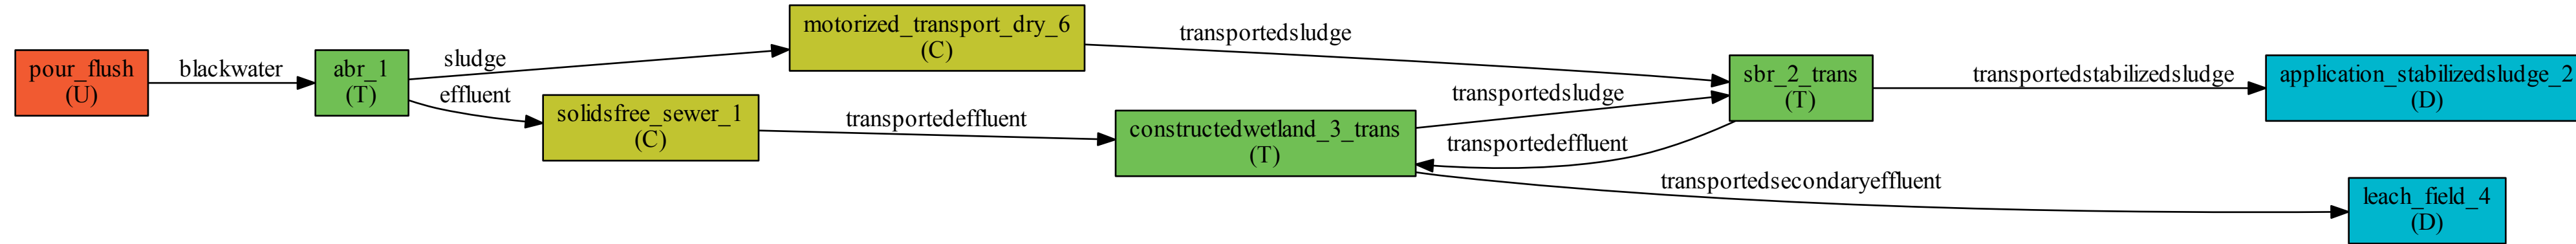 pour_flush
(U)
blackwater
abr_1
(T)
sludge
effluent
motorized_transport_dry_6
(C)
solidsfree_sewer_1
(C)
transportedsludge
transportedeffluent
constructedwetland_3_trans
(T)
transportedsludge
transportedeffluent
sbr_2_trans
(T)
transportedstabilizedsludge
transportedsecondaryeffluent
application_stabilizedsludge_2
(D)
leach_field_4
(D)